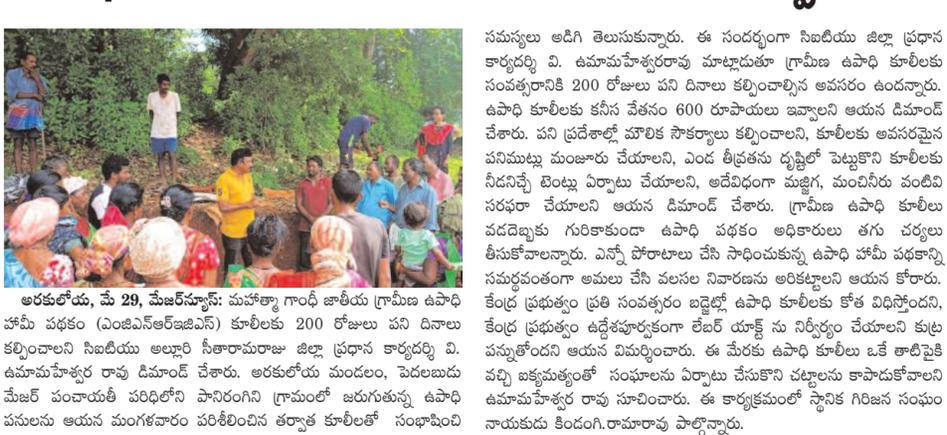 అరకులోయ, మే 29, మేజర్‌న్యూస్: మహాత్మా గాంధీ జాతీయ గ్రామీణ ఉపాధి
హామీ పథకం (ఎంజిఎన్ఆర్ఇజిఎస్) కూలీలకు 200 రోజులు పని దినాలు
కల్పించాలని సిఐటియు అల్లూరి సీతారామరాజు జిల్లా ప్రధాన కార్యదర్శి వి.
ఉమామహేశ్వర రావు డిమాండ్ చేశారు. అరకులోయ మండలం, పెదలబుడు
మేజర్ పంచాయతీ పరిధిలోని పానిరంగిని గ్రామంలో జరుగుతున్న ఉపాధి
పనులను ఆయన మంగళవారం పరిశీలించిన తర్వాత కూలీలతో సంభాషించి
సమస్యలు అడిగి తెలుసుకున్నారు. ఈ సందర్భంగా సిఐటియు జిల్లా ప్రధాన
కార్యదర్శి వి. ఉమామహేశ్వరరావు మాట్లాడుతూ గ్రామీణ ఉపాధి కూలీలకు
సంవత్సరానికి 200 రోజులు పని దినాలు కల్పించాల్సిన అవసరం ఉందన్నారు.
ఉపాధి కూలీలకు కనీస వేతనం 600 రూపాయలు ఇవ్వాలని ఆయన డిమాండ్
చేశారు. పని ప్రదేశాల్లో మౌలిక సౌకర్యాలు కల్పించాలని, కూలీలకు అవసరమైన
పనిముట్లు మంజూరు చేయాలని, ఎండ తీవ్రతను దృష్టిలో పెట్టుకొని కూలీలకు
నీడనిచ్చే టెంట్లు ఏర్పాటు చేయాలని, అదేవిధంగా మజ్జిగ, మంచినీరు వంటివి
సరఫరా చేయాలని ఆయన డిమాండ్ చేశారు. గ్రామీణ ఉపాధి కూలీలు
వడదెబ్బకు గురికాకుండా ఉపాధి పథకం అధికారులు తగు చర్యలు
తీసుకోవాలన్నారు. ఎన్నో పోరాటాలు చేసి సాధించుకున్న ఉపాధి హామీ పథకాన్ని
సమర్థవంతంగా అమలు చేసి వలసల నివారణను అరికట్టాలని ఆయన కోరారు.
కేంద్ర ప్రభుత్వం ప్రతి సంవత్సరం బడ్జెట్లో ఉపాధి కూలీలకు కోత విధిస్తోందని,
కేంద్ర ప్రభుత్వం ఉద్దేశపూర్వకంగా లేబర్ యాక్ట్ ను నిర్వీర్యం చేయాలని కుట్ర
పన్నుతోందని ఆయన విమర్శించారు. ఈ మేరకు ఉపాధి కూలీలు ఒకే తాటిపైకి
వచ్చి ఐక్యమత్యంతో సంఘాలను ఏర్పాటు చేసుకొని చట్టాలను కాపాడుకోవాలని
ఉమామహేశ్వర రావు సూచించారు. ఈ కార్యక్రమంలో స్థానిక గిరిజన సంఘం
నాయకుడు కిండంగి.రామారావు పాల్గొన్నారు.